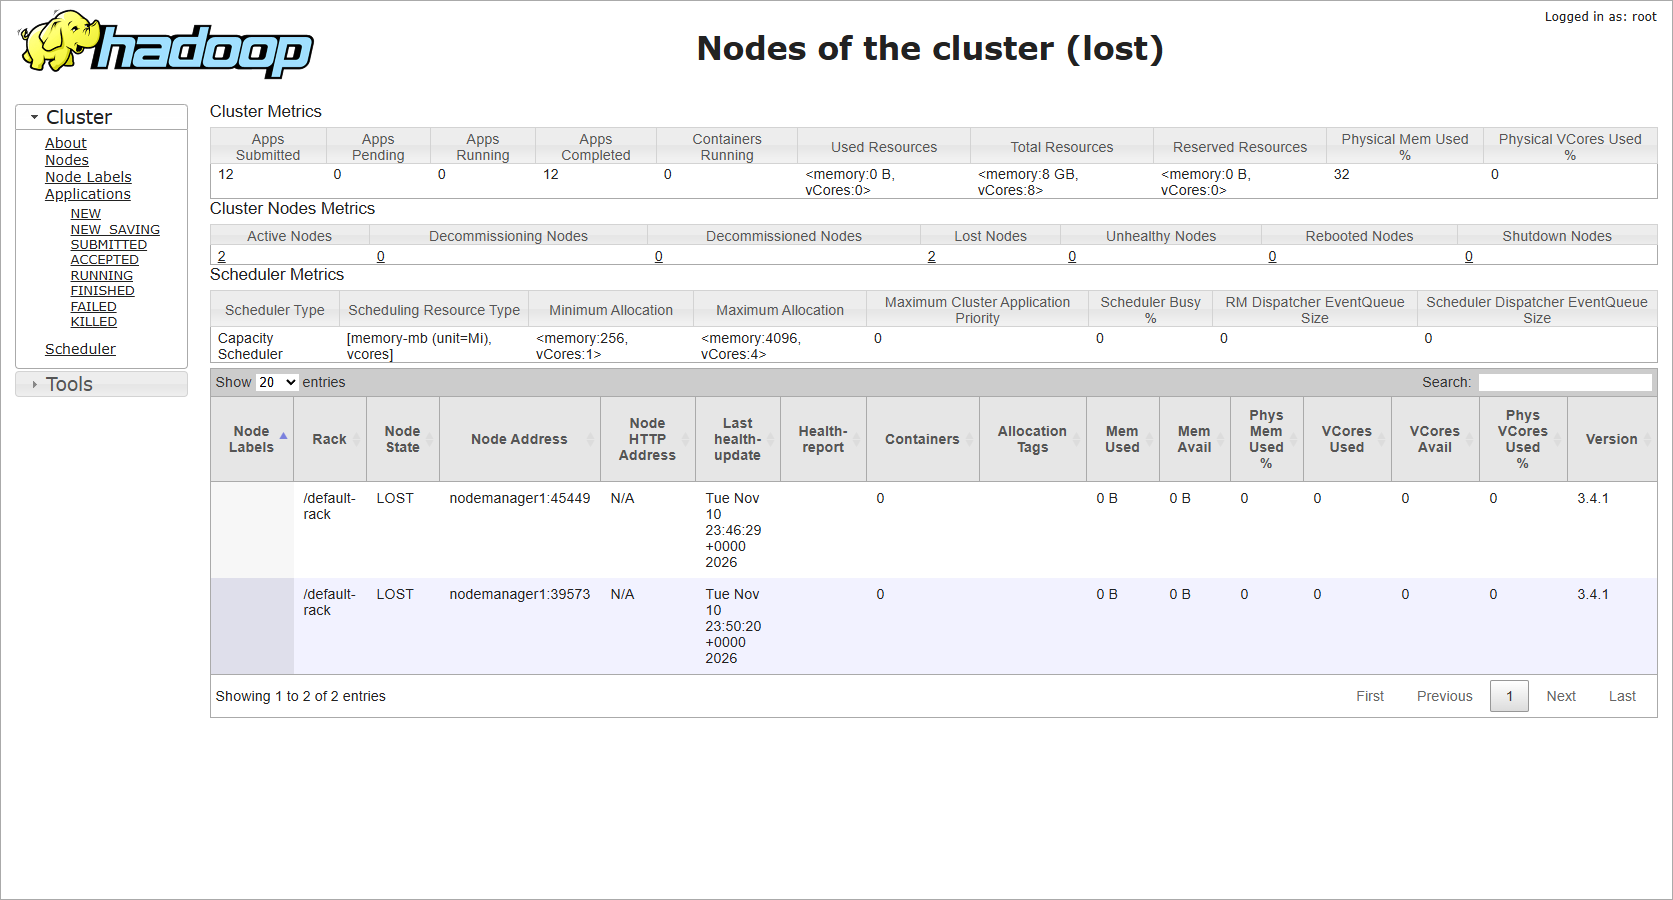 hadoop
Logged in as: root
Nodes of the cluster (lost)
Cluster
About
Nodes
Node Labels
Applications
NEW
NEW_SAVING
SUBMITTED
ACCEPTED
RUNNING
FINISHED
FAILED
KILLED
Scheduler
Tools
Cluster Metrics
Apps Submitted Apps Pending Apps Running Apps Completed Containers Running Used Resources Total Resources Reserved Resources Physical Mem Used % Physical VCores Used %
12 0 0 12 0 <memory:0 B, vCores:0> <memory:8 GB, vCores:8> <memory:0 B, vCores:0> 32 0
Cluster Nodes Metrics
Active Nodes Decommissioning Nodes Decommissioned Nodes Lost Nodes Unhealthy Nodes Rebooted Nodes Shutdown Nodes
2 0 0 2 0 0 0
Scheduler Metrics
Scheduler Type Scheduling Resource Type Minimum Allocation Maximum Allocation Maximum Cluster Application Priority Scheduler Busy % RM Dispatcher EventQueue Size Scheduler Dispatcher EventQueue Size
Capacity Scheduler [memory-mb (unit=Mi), vcores] <memory:256, vCores:1> <memory:4096, vCores:4> 0 0 0 0
Show 20 entries Search:
Node Labels Rack Node State Node Address Node HTTP Address Last health-update Health-report Containers Allocation Tags Mem Used Mem Avail Phys Mem Used % VCores Used VCores Avail Phys VCores Used % Version
/default-rack LOST nodemanager1:45449 N/A Tue Nov 10 23:46:29 +0000 2026 0 0 B 0 B 0 0 0 0 3.4.1
/default-rack LOST nodemanager1:39573 N/A Tue Nov 10 23:50:20 +0000 2026 0 0 B 0 B 0 0 0 0 3.4.1
Showing 1 to 2 of 2 entries First Previous 1 Next Last